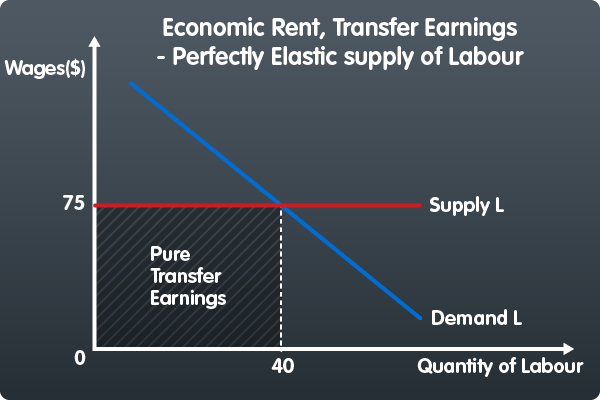 Economic Rent, Transfer Earnings
- Perfectly Elastic supply of Labour
Wages($)
75
Supply L
Pure
Transfer
Earnings
Demand L
0
40
Quantity of Labour